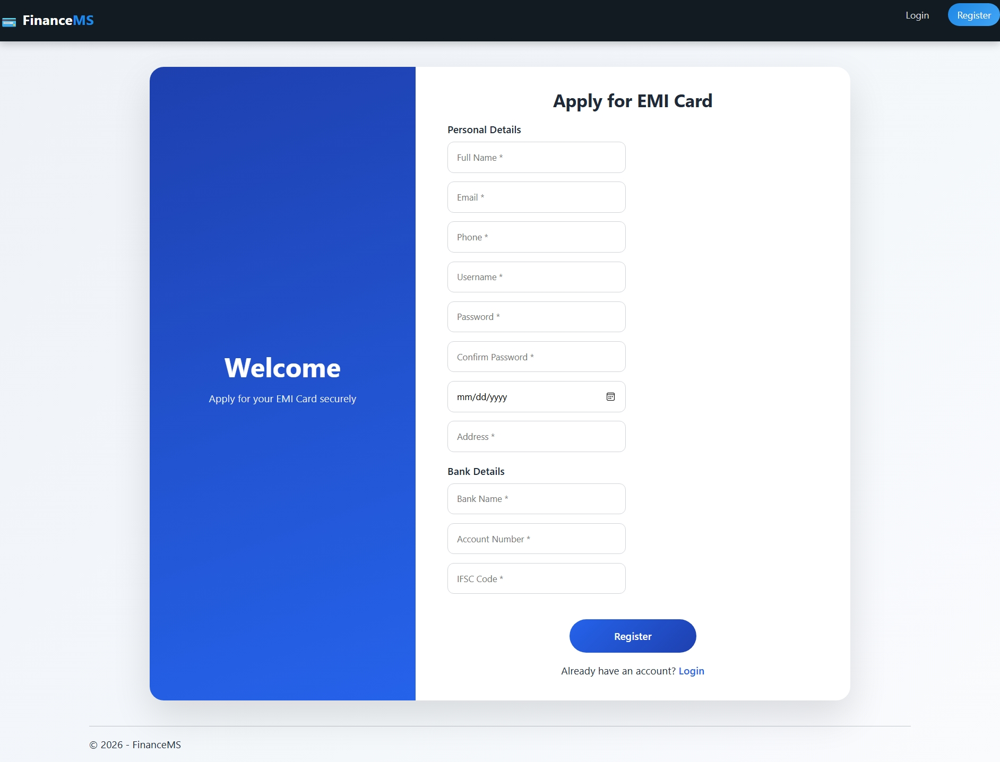 FinanceMS
Login
Register
Welcome
Apply for your EMI Card securely
Apply for EMI Card
Personal Details
Full Name *
Email *
Phone *
Username *
Password *
Confirm Password *
mm/dd/yyyy
Address *
Bank Details
Bank Name *
Account Number *
IFSC Code *
Register
Already have an account? Login
© 2026 - FinanceMS